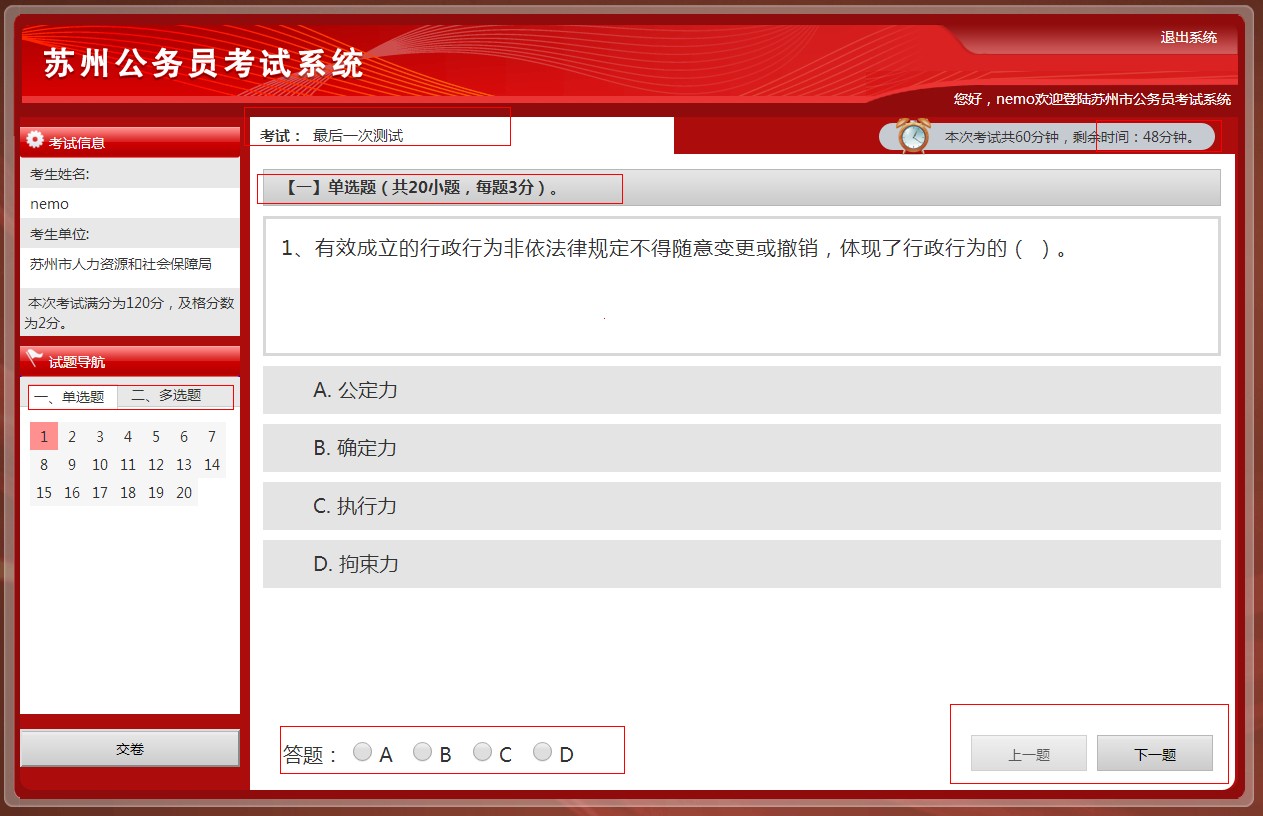 苏州公务员考试系统
退出系统
您好，nemo欢迎登陆苏州市公务员考试系统
考试信息
考生姓名:
nemo
考生单位:
苏州市人力资源和社会保障局
本次考试满分为120分，及格分数
为2分。
试题导航
一、单选题 二、多选题
1 2 3 4 5 6 7
8 9 10 11 12 13 14
15 16 17 18 19 20
交卷
考试： 最后一次测试
本次考试共60分钟，剩余时间：48分钟。
【一】单选题（共20小题，每题3分）。
1、有效成立的行政行为非依法律规定不得随意变更或撤销，体现了行政行为的（ ）。
A. 公定力
B. 确定力
C. 执行力
D. 拘束力
答题： A B C D
上一题 下一题